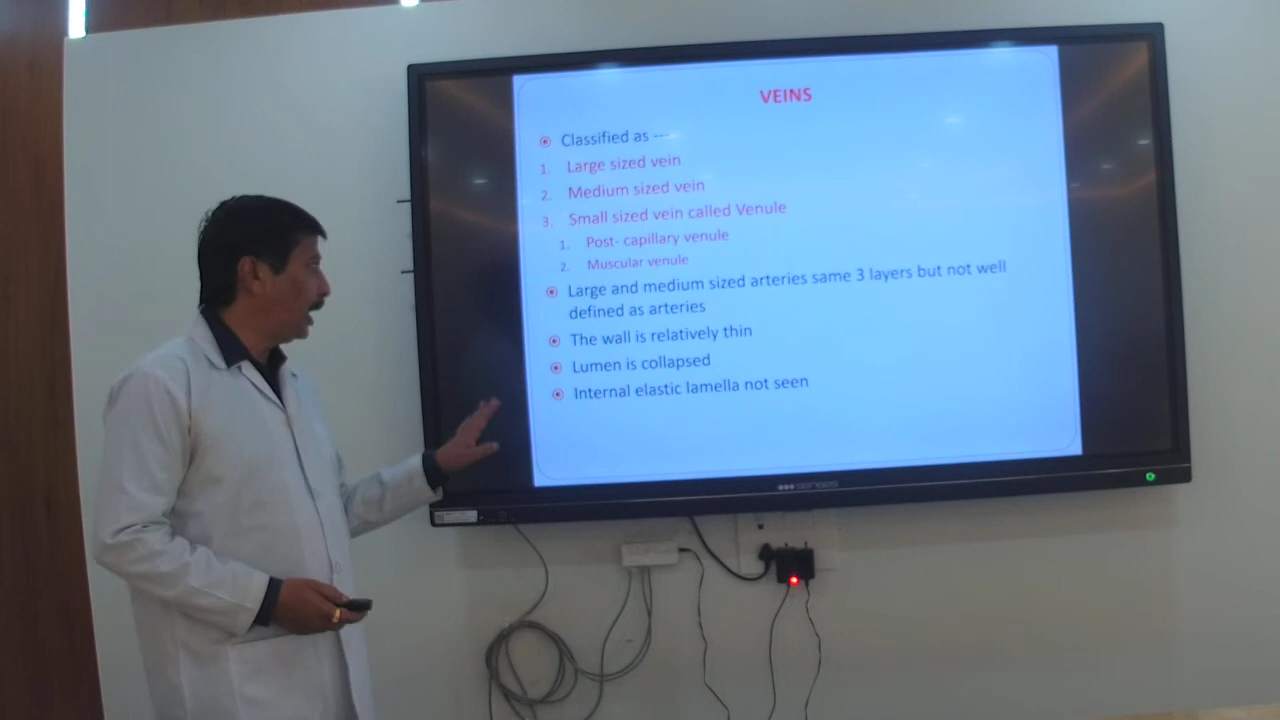 VEINS
Classified as ---
1. Large sized vein
2. Medium sized vein
3. Small sized vein called Venule
1. Post- capillary venule
2. Muscular venule
Large and medium sized arteries same 3 layers but not well
defined as arteries
The wall is relatively thin
Lumen is collapsed
Internal elastic lamella not seen
senses